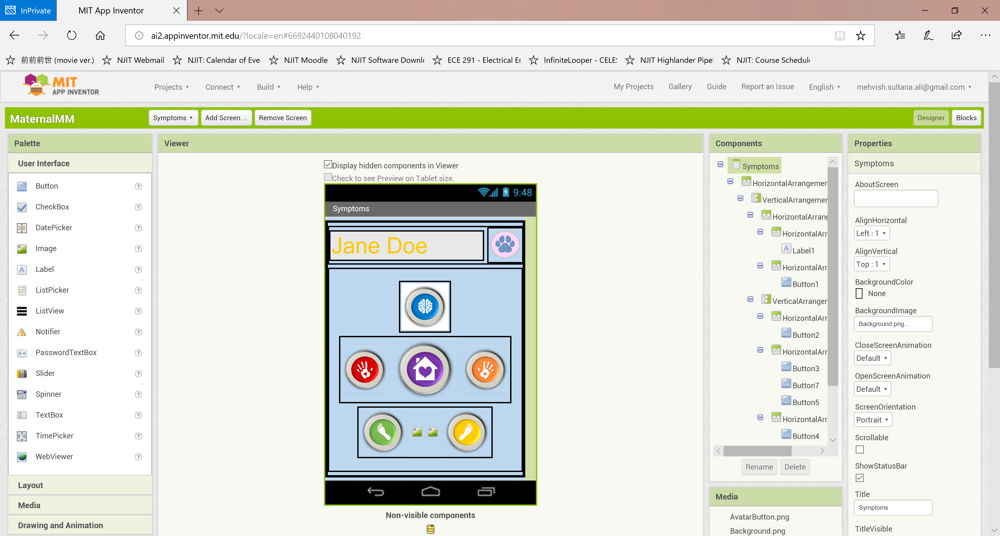 InPrivate
MIT App Inventor
ai2.appinventor.mit.edu/?locale=en#6692440108040192
前前前世 (movie ver.)
NJIT Webmail
NJIT: Calendar of Eve
NJIT Moodle
NJIT Software Downlo
ECE 291 - Electrical Er
InfiniteLooper - CELES
NJIT Highlander Pipel
NJIT: Course Schedule
MIT
APP INVENTOR
Projects
Connect
Build
Help
My Projects
Gallery
Guide
Report an Issue
English
mehvish.sultana.ali@gmail.com
MaternalMM
Symptoms
Add Screen ...
Remove Screen
Designer
Blocks
Palette
User Interface
Button
CheckBox
DatePicker
Image
Label
ListPicker
ListView
Notifier
PasswordTextBox
Slider
Spinner
TextBox
TimePicker
WebViewer
Layout
Media
Drawing and Animation
Viewer
Display hidden components in Viewer
Check to see Preview on Tablet size.
9:48
Symptoms
Jane Doe
Non-visible components
Components
Symptoms
HorizontalArrangemen
VerticalArrangemen
HorizontalArrang
HorizontalArr
Label1
HorizontalArr
Button1
VerticalArrangen
HorizontalArr
Button2
HorizontalArr
Button3
Button7
Button5
HorizontalArr
Button4
Rename
Delete
Media
AvatarButton.png
Background.png
Properties
Symptoms
AboutScreen
AlignHorizontal
Left : 1
AlignVertical
Top : 1
BackgroundColor
None
BackgroundImage
Background.png...
CloseScreenAnimation
Default
OpenScreenAnimation
Default
ScreenOrientation
Portrait
Scrollable
ShowStatusBar
Title
Symptoms
TitleVisible